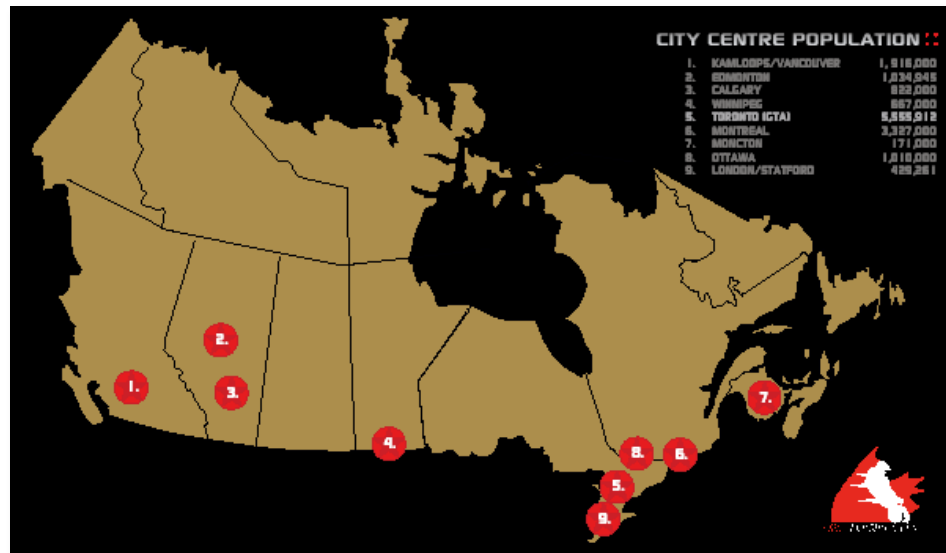 CITY CENTRE POPULATION ::
1. KAMLOOPS/VANCOUVER 1,916,000
2. EDMONTON 1,034,945
3. CALGARY 822,000
4. WINNIPEG 667,000
5. TORONTO (GTA) 5,555,912
6. MONTREAL 3,327,000
7. MONCTON 171,000
8. OTTAWA 1,010,000
9. LONDON/STATFORD 429,261
2.
1.
3.
7.
4.
8.
6.
5.
9.